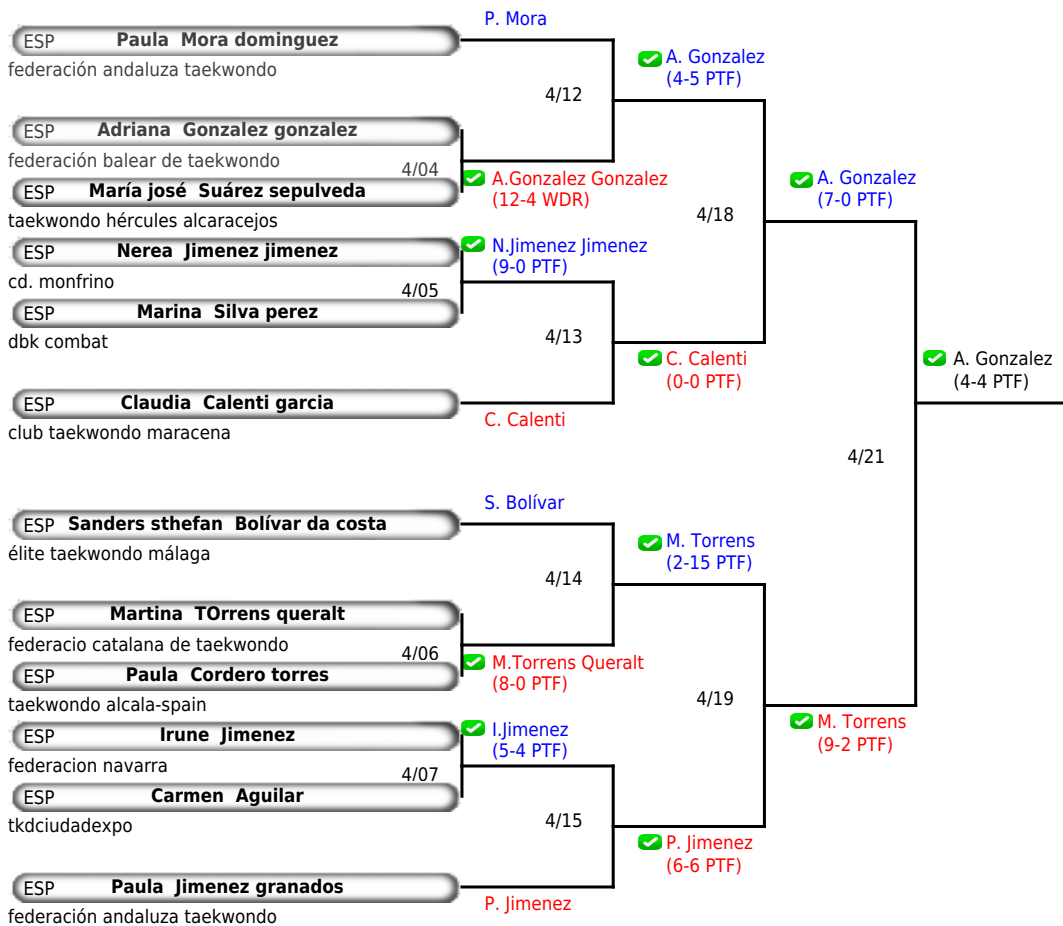 P. Mora
ESP Paula Mora dominguez
federación andaluza taekwondo
A. Gonzalez
(4-5 PTF)
4/12
ESP Adriana Gonzalez gonzalez
federación balear de taekwondo
4/04
A.Gonzalez Gonzalez
(12-4 WDR)
ESP María josé Suárez sepulveda
taekwondo hércules alcaracejos
A. Gonzalez
(7-0 PTF)
4/18
ESP Nerea Jimenez jimenez
cd. monfrino
N.Jimenez Jimenez
(9-0 PTF)
4/05
ESP Marina Silva perez
dbk combat
4/13
C. Calenti
(0-0 PTF)
A. Gonzalez
(4-4 PTF)
ESP Claudia Calenti garcia
club taekwondo maracena
C. Calenti
4/21
S. Bolívar
ESP Sanders sthefan Bolívar da costa
élite taekwondo málaga
M. Torrens
(2-15 PTF)
4/14
ESP Martina TOrrens queralt
federacio catalana de taekwondo
4/06
M.Torrens Queralt
(8-0 PTF)
ESP Paula Cordero torres
taekwondo alcala-spain
4/19
M. Torrens
(9-2 PTF)
ESP Irune Jimenez
federacion navarra
I.Jimenez
(5-4 PTF)
4/07
ESP Carmen Aguilar
tkdciudadexpo
4/15
P. Jimenez
(6-6 PTF)
ESP Paula Jimenez granados
federación andaluza taekwondo
P. Jimenez